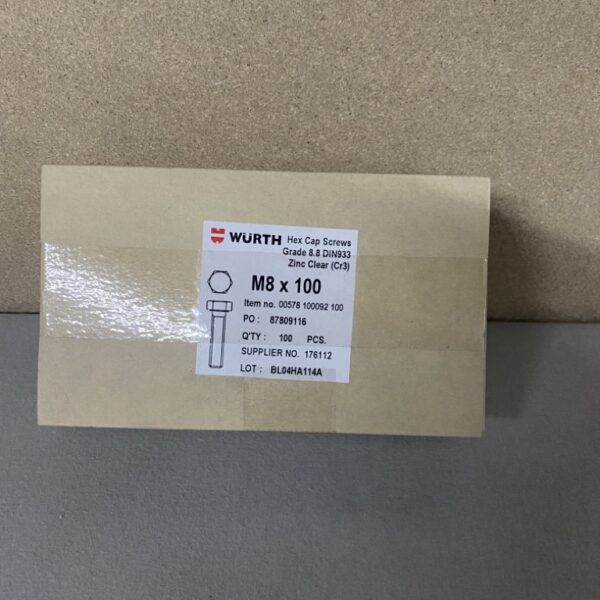 WÜRTH Hex Cap Screws
Grade 8.8 DIN933
Zinc Clear (Cr3)
M8 x 100
Item no. 00578 100092 100
PO : 87809116
Q'TY : 100 PCS.
SUPPLIER NO. 176112
LOT : BL04HA114A